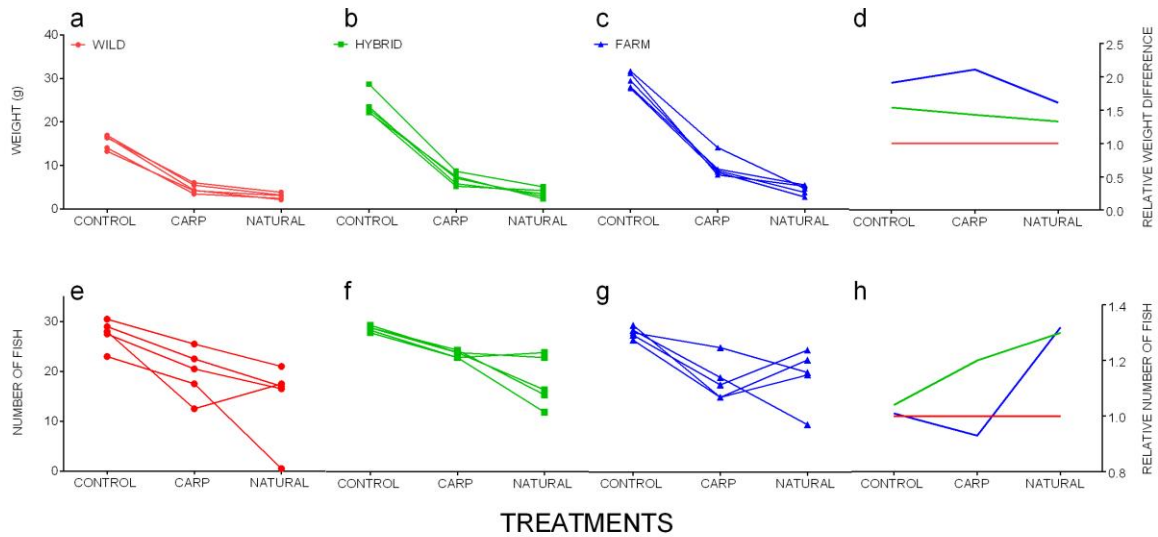 a
b
c
d
WILD
HYBRID
FARM
WEIGHT (g)
40
30
20
10
0
CONTROL CARP NATURAL
CONTROL CARP NATURAL
CONTROL CARP NATURAL
CONTROL CARP NATURAL
2.5
2.0
1.5
1.0
0.5
0.0
RELATIVE WEIGHT DIFFERENCE
e
f
g
h
NUMBER OF FISH
30
20
10
0
CONTROL CARP NATURAL
CONTROL CARP NATURAL
CONTROL CARP NATURAL
CONTROL CARP NATURAL
1.4
1.2
1.0
0.8
RELATIVE NUMBER OF FISH
TREATMENTS